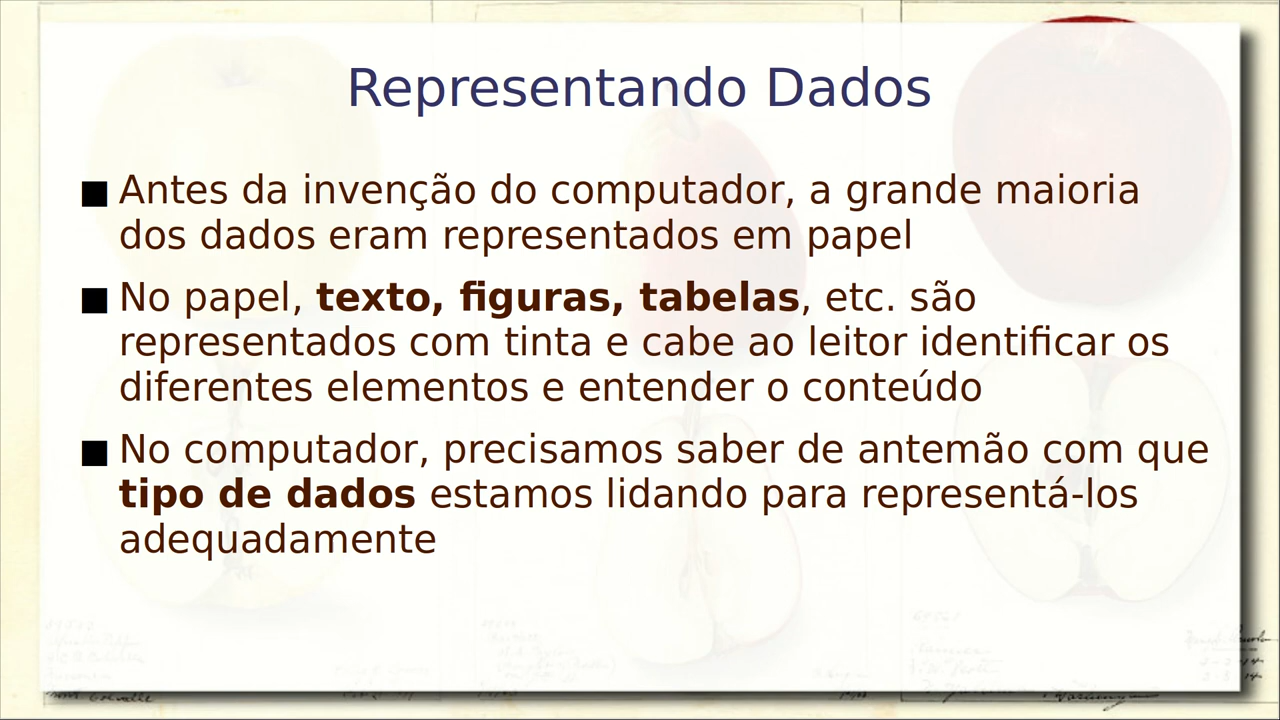 Representando Dados
■ Antes da invenção do computador, a grande maioria
dos dados eram representados em papel
■ No papel, texto, figuras, tabelas, etc. são
representados com tinta e cabe ao leitor identificar os
diferentes elementos e entender o conteúdo
■ No computador, precisamos saber de antemão com que
tipo de dados estamos lidando para representá-los
adequadamente